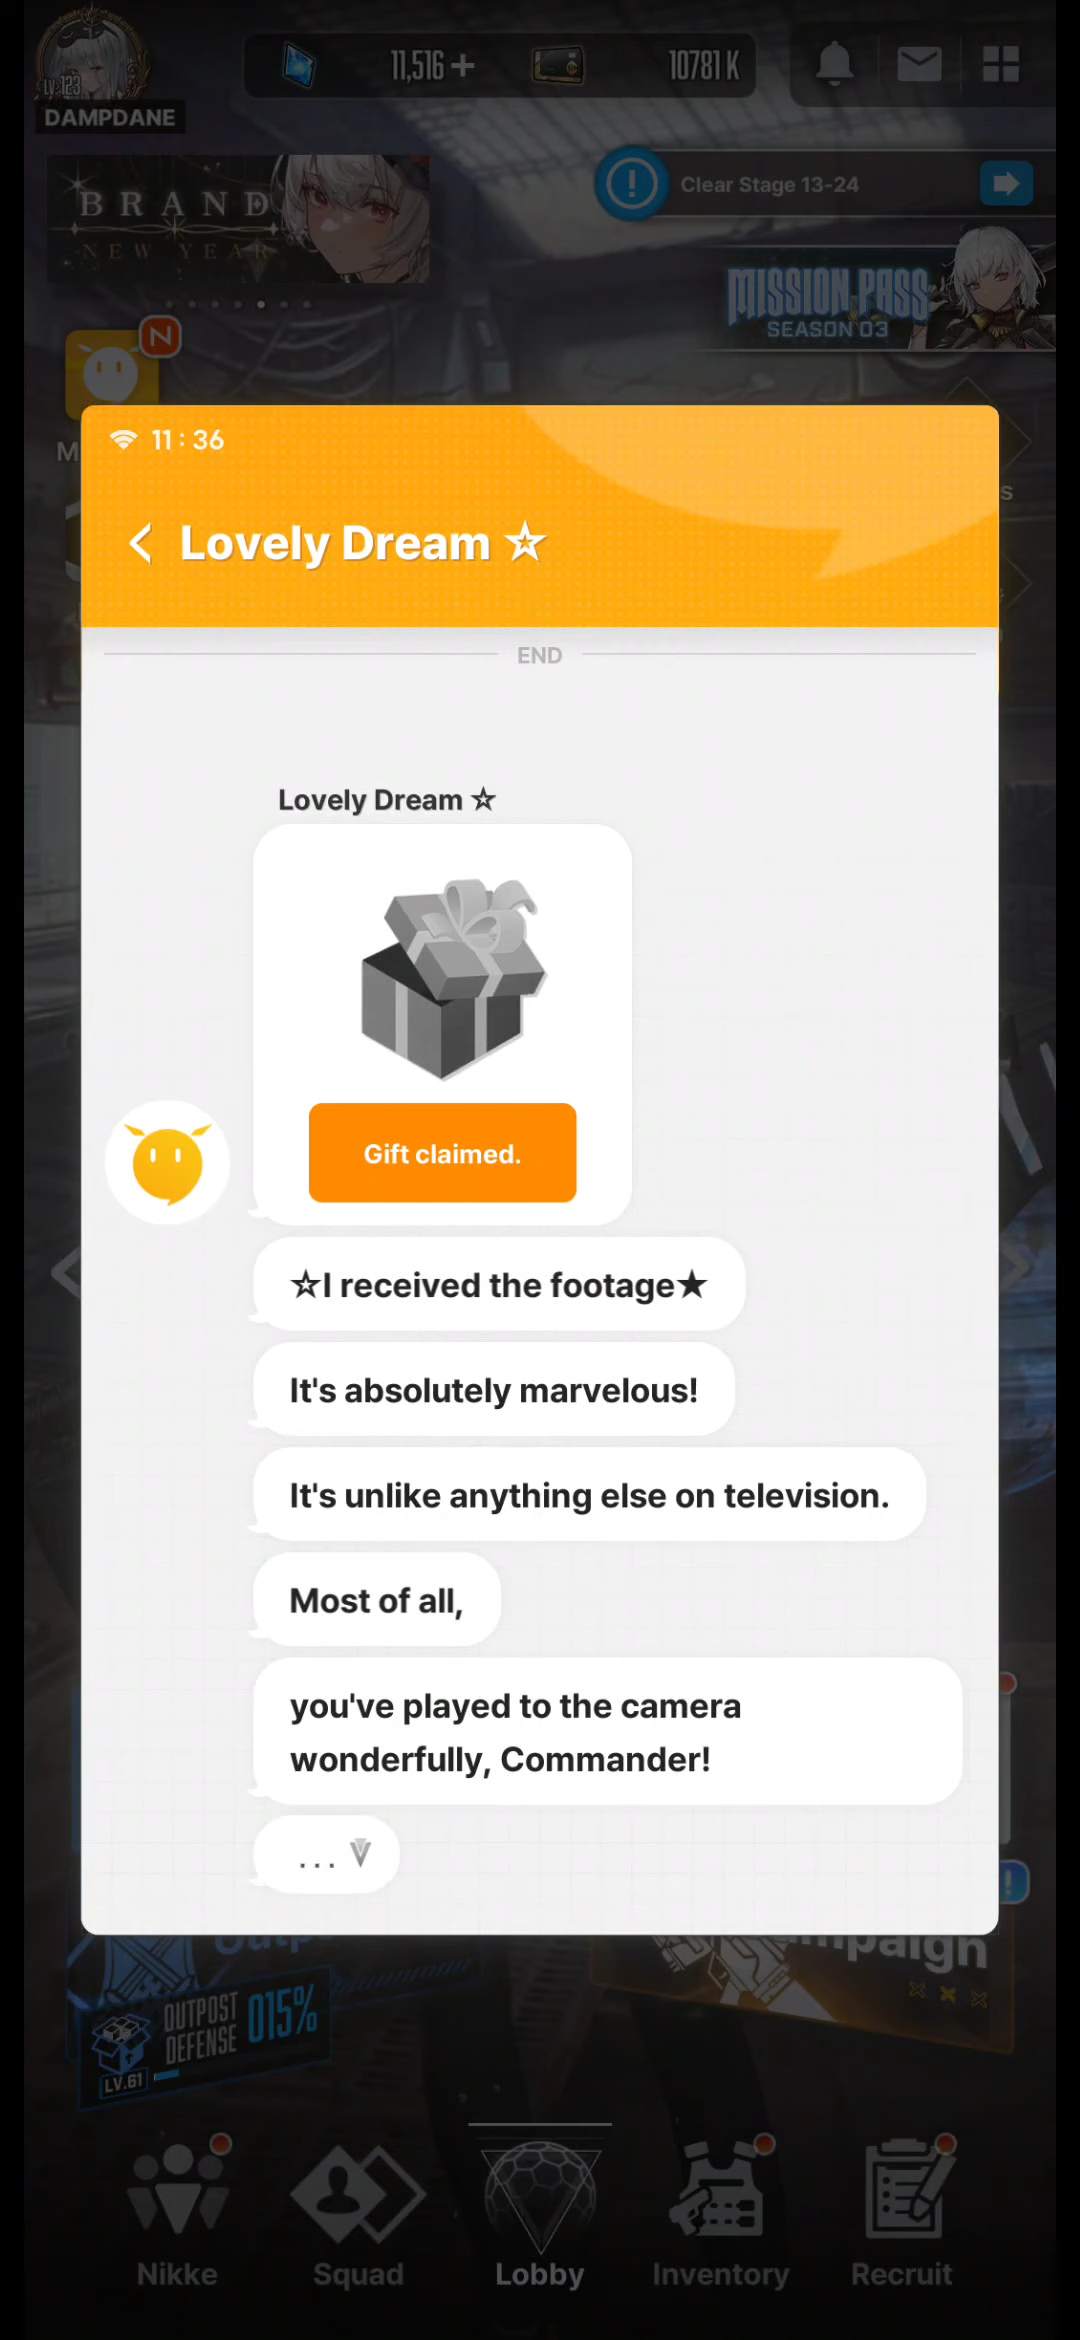 LV.123
11,516
10781 K
DAMPDANE
BRAND
NEW YEAR
Clear Stage 13-24
MISSION PASS
SEASON 03
N
M
11 : 36
Lovely Dream ☆
END
Lovely Dream ☆
Gift claimed.
☆I received the footage★
It's absolutely marvelous!
It's unlike anything else on television.
Most of all,
you've played to the camera
wonderfully, Commander!
...
OUTPOST
DEFENSE
015%
LV.61
Nikke
Squad
Lobby
Inventory
Recruit